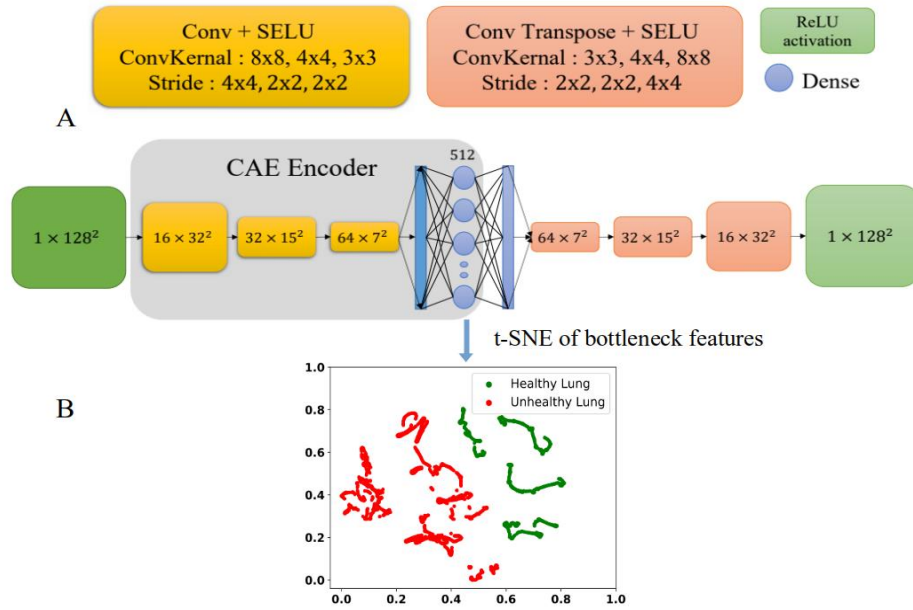 Conv + SELU
ConvKernal : 8x8, 4x4, 3x3
Stride : 4x4, 2x2, 2x2
Conv Transpose + SELU
ConvKernal : 3x3, 4x4, 8x8
Stride : 2x2, 2x2, 4x4
ReLU
activation
Dense
A
CAE Encoder
512
1 × 128²
16 × 32²
32 × 15²
64 × 7²
64 × 7²
32 × 15²
16 × 32²
1 × 128²
t-SNE of bottleneck features
B
1.0
0.8
0.6
0.4
0.2
0.0
Healthy Lung
Unhealthy Lung
0.0 0.2 0.4 0.6 0.8 1.0